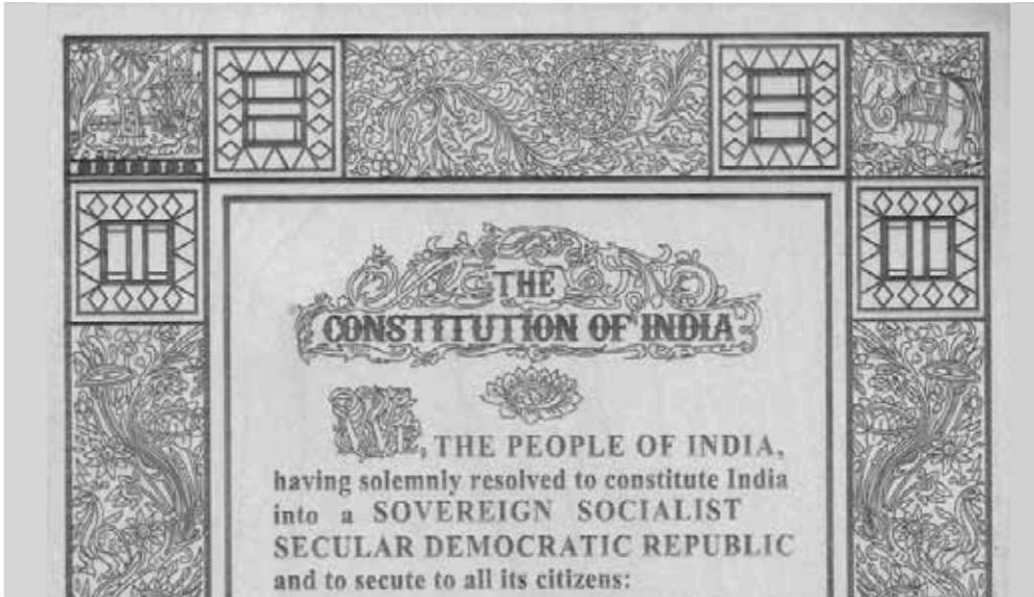 THE
CONSTITUTION OF INDIA
WE, THE PEOPLE OF INDIA,
having solemnly resolved to constitute India
into a SOVEREIGN SOCIALIST
SECULAR DEMOCRATIC REPUBLIC
and to secute to all its citizens: